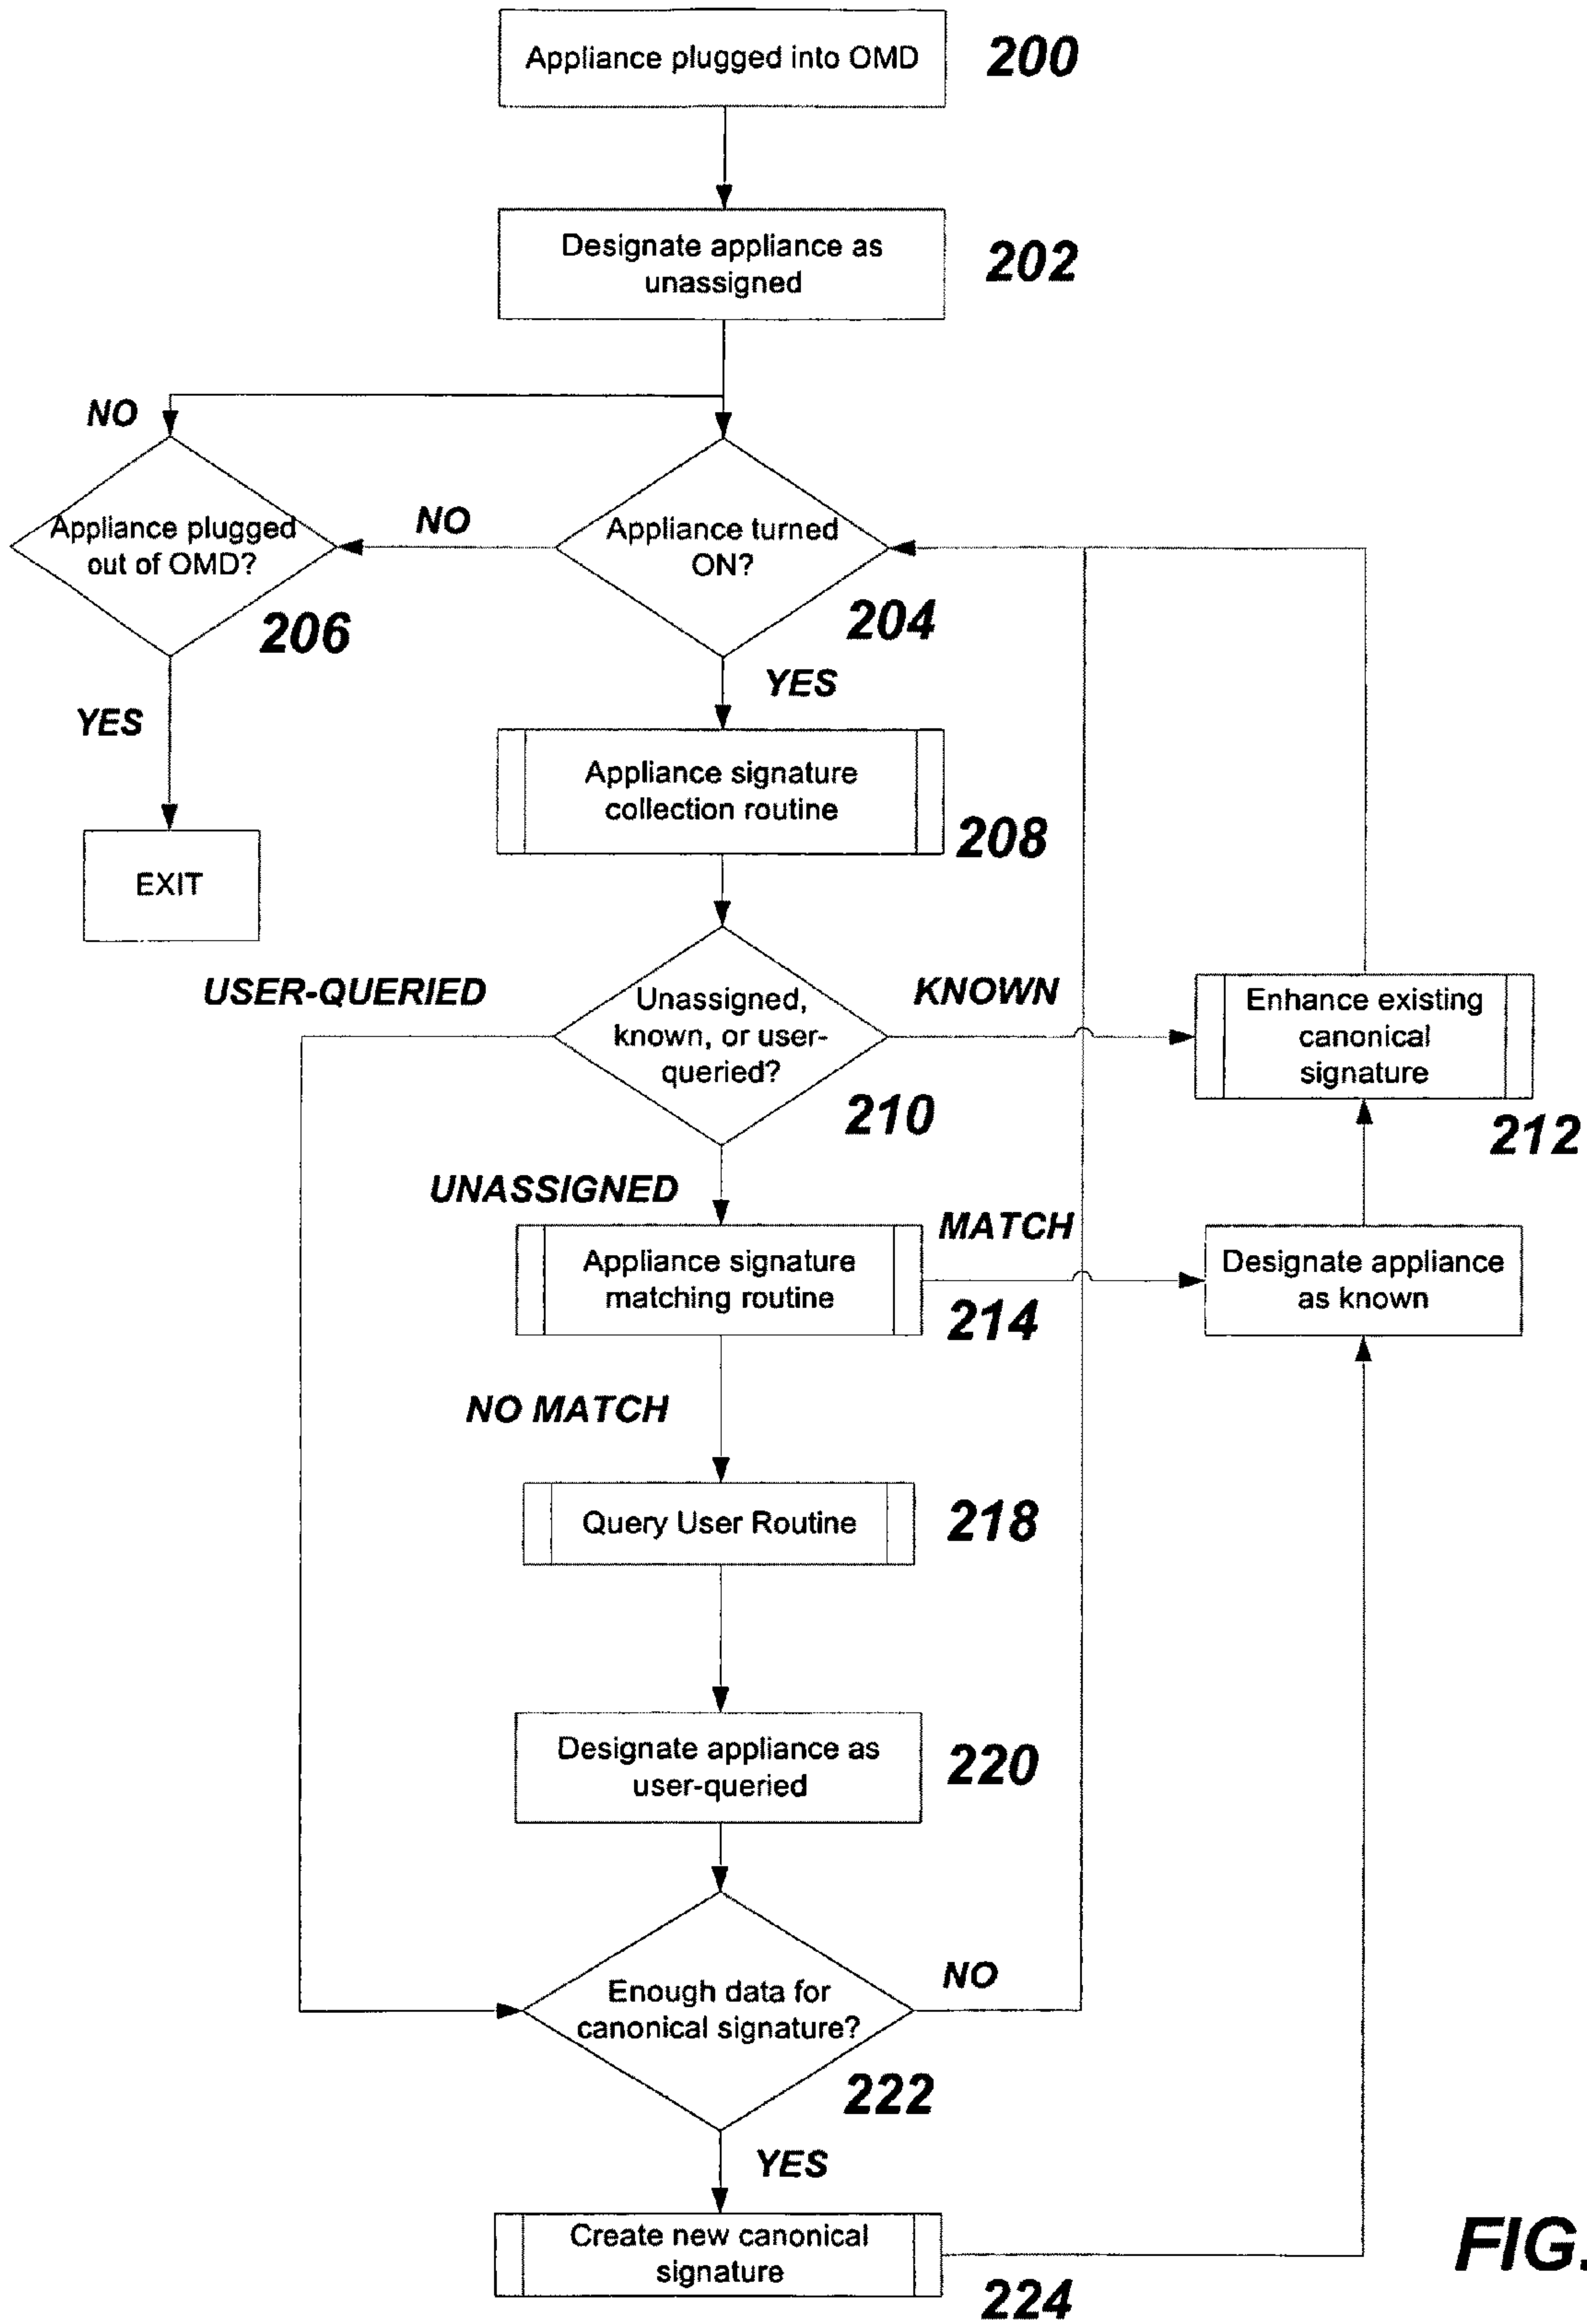 Appliance plugged into OMD
200
Designate appliance as
unassigned
202
NO
Appliance plugged
out of OMD?
206
NO
Appliance turned
ON?
204
YES
YES
Appliance signature
collection routine
208
EXIT
USER-QUERIED
Unassigned,
known, or user-
queried?
210
KNOWN
Enhance existing
canonical
signature
212
UNASSIGNED
Appliance signature
matching routine
214
MATCH
Designate appliance
as known
NO MATCH
Query User Routine
218
Designate appliance as
user-queried
220
Enough data for
canonical signature?
222
NO
YES
Create new canonical
signature
224
FIG.